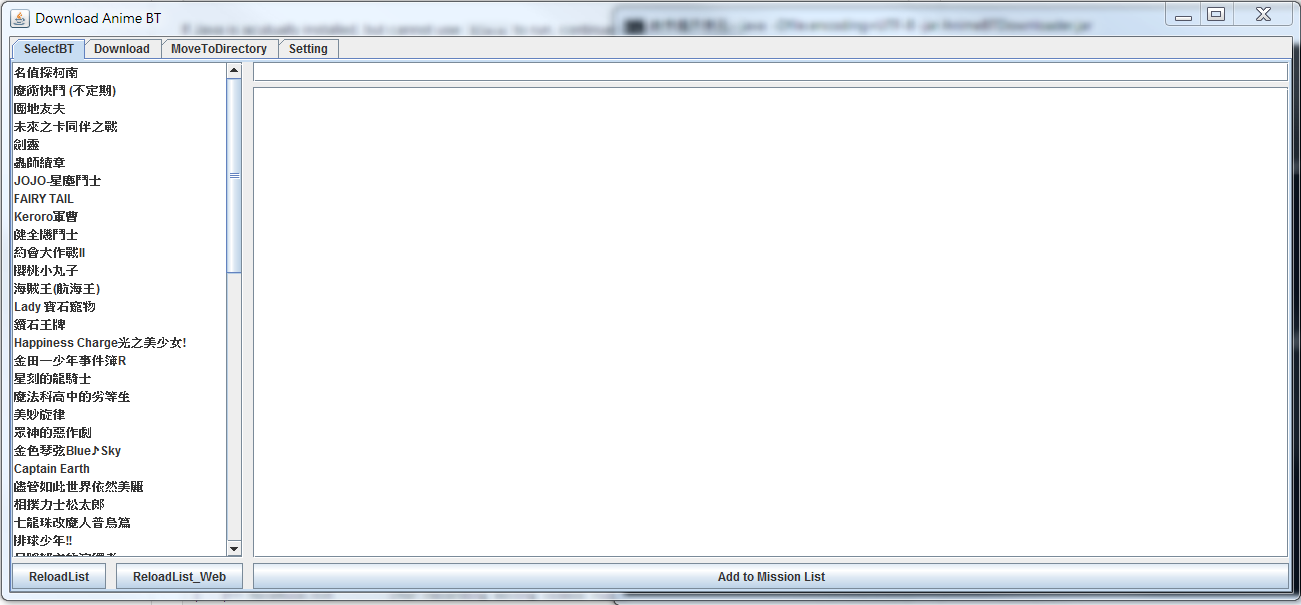 Download Anime BT
SelectBT
Download
MoveToDirectory
Setting
名偵探柯南
魔術快鬥 (不定期)
團地友夫
未來之卡同伴之戰
劍靈
蟲師續章
JOJO-星塵鬥士
FAIRY TAIL
Keroro軍曹
健全機鬥士
約會大作戰II
櫻桃小丸子
海賊王(航海王)
Lady 寶石寵物
鑽石王牌
Happiness Charge光之美少女!
金田一少年事件簿R
星刻的龍騎士
魔法科高中的劣等生
美妙旋律
眾神的惡作劇
金色琴弦Blue♪Sky
Captain Earth
儘管如此世界依然美麗
相撲力士松太郎
七龍珠改魔人普烏篇
排球少年!!
ReloadList
ReloadList_Web
Add to Mission List